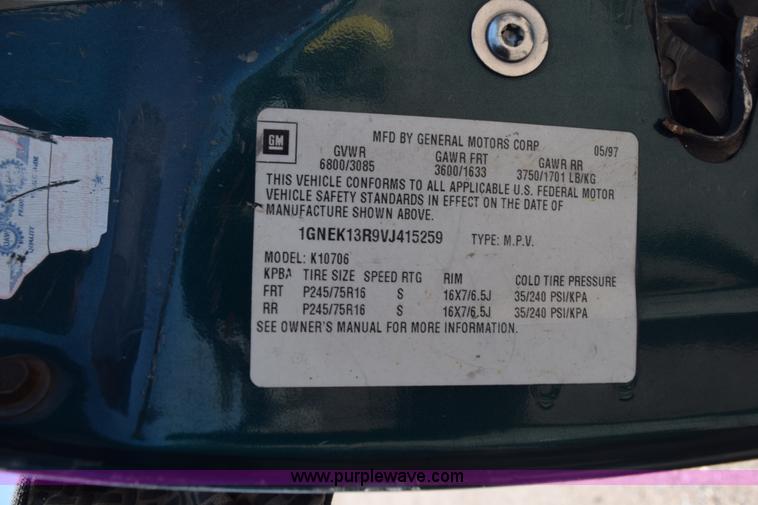 GM
MFD BY GENERAL MOTORS CORP 05/97
GVWR GAWR FRT GAWR RR
6800/3085 3600/1633 3750/1701 LB/KG
THIS VEHICLE CONFORMS TO ALL APPLICABLE U.S. FEDERAL MOTOR
VEHICLE SAFETY STANDARDS IN EFFECT ON THE DATE OF
MANUFACTURE SHOWN ABOVE.
1GNEK13R9VJ415259 TYPE: M.P.V.
MODEL: K10706
KPBA TIRE SIZE SPEED RTG RIM COLD TIRE PRESSURE
FRT P245/75R16 S 16X7/6.5J 35/240 PSI/KPA
RR P245/75R16 S 16X7/6.5J 35/240 PSI/KPA
SEE OWNER'S MANUAL FOR MORE INFORMATION.
QUALITY
www.purplewave.com